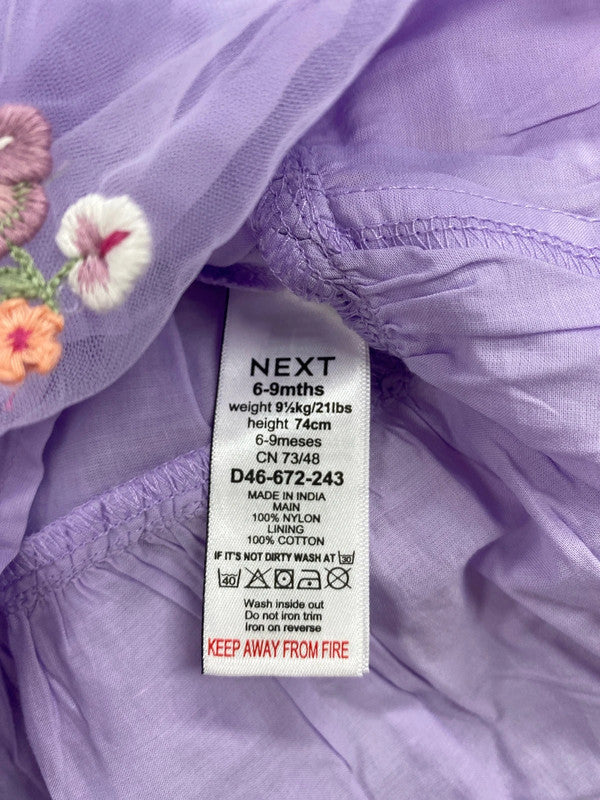 NEXT
6-9mths
weight 9½kg/21lbs
height 74cm
6-9meses
CN 73/48
D46-672-243
MADE IN INDIA
MAIN
100% NYLON
LINING
100% COTTON
IF IT'S NOT DIRTY WASH AT 30
40
Wash inside out
Do not iron trim
Iron on reverse
KEEP AWAY FROM FIRE